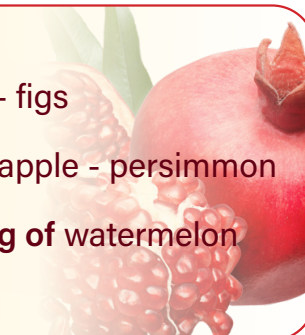 - figs
apple - persimmon
g of watermelon